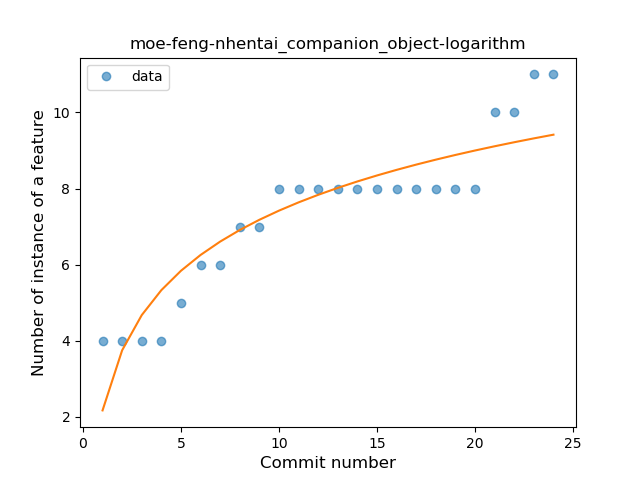 moe-feng-nhentai_companion_object-logarithm
data
Number of instance of a feature
10
8
6
4
2
0
5
10
15
20
25
Commit number